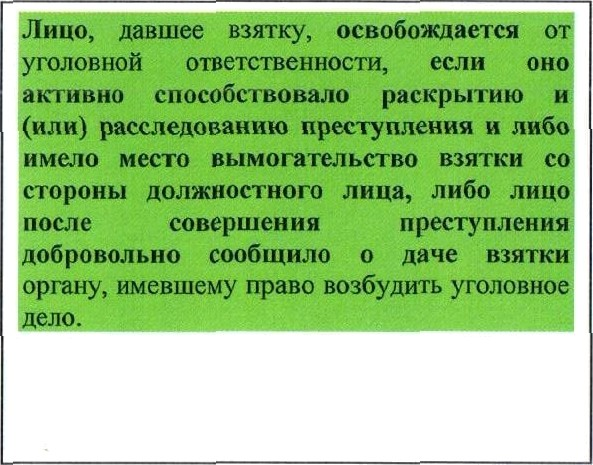 Лицо, давшее взятку, освобождается от
уголовной ответственности, если оно
активно способствовало раскрытию и
(или) расследованию преступления и либо
имело место вымогательство взятки со
стороны должностного лица, либо лицо
после совершения преступления
добровольно сообщило о даче взятки
органу, имевшему право возбудить уголовное
дело.